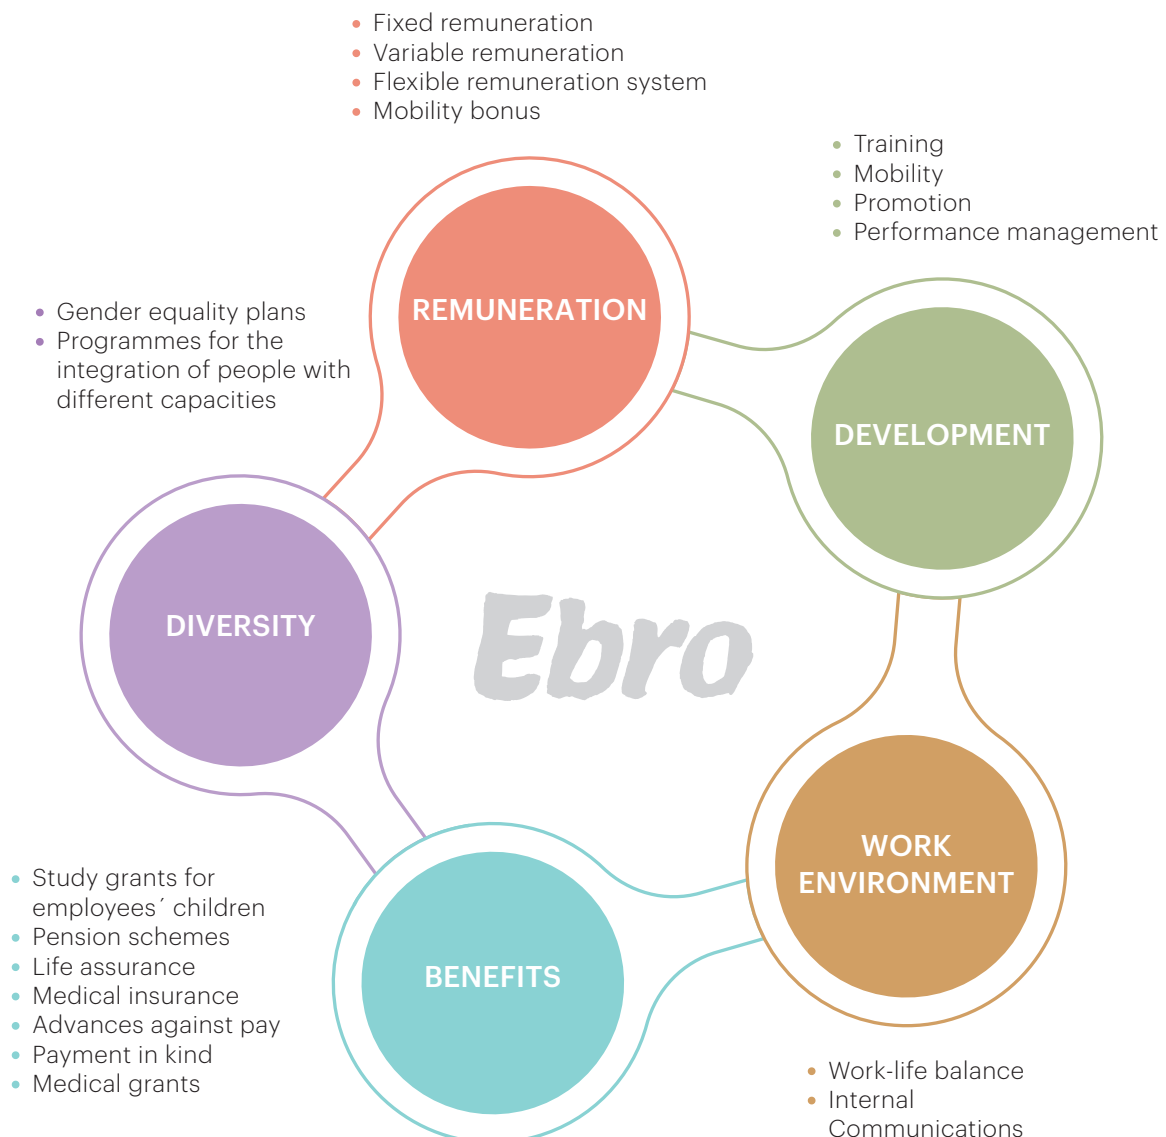 Fixed remuneration
Variable remuneration
Flexible remuneration system
Mobility bonus
Training
Mobility
Promotion
Performance management
REMUNERATION
Gender equality plans
Programmes for the
integration of people with
different capacities
DEVELOPMENT
DIVERSITY
Ebro
WORK
ENVIRONMENT
Study grants for
employees´ children
Pension schemes
Life assurance
Medical insurance
Advances against pay
Payment in kind
Medical grants
BENEFITS
Work-life balance
Internal
Communications